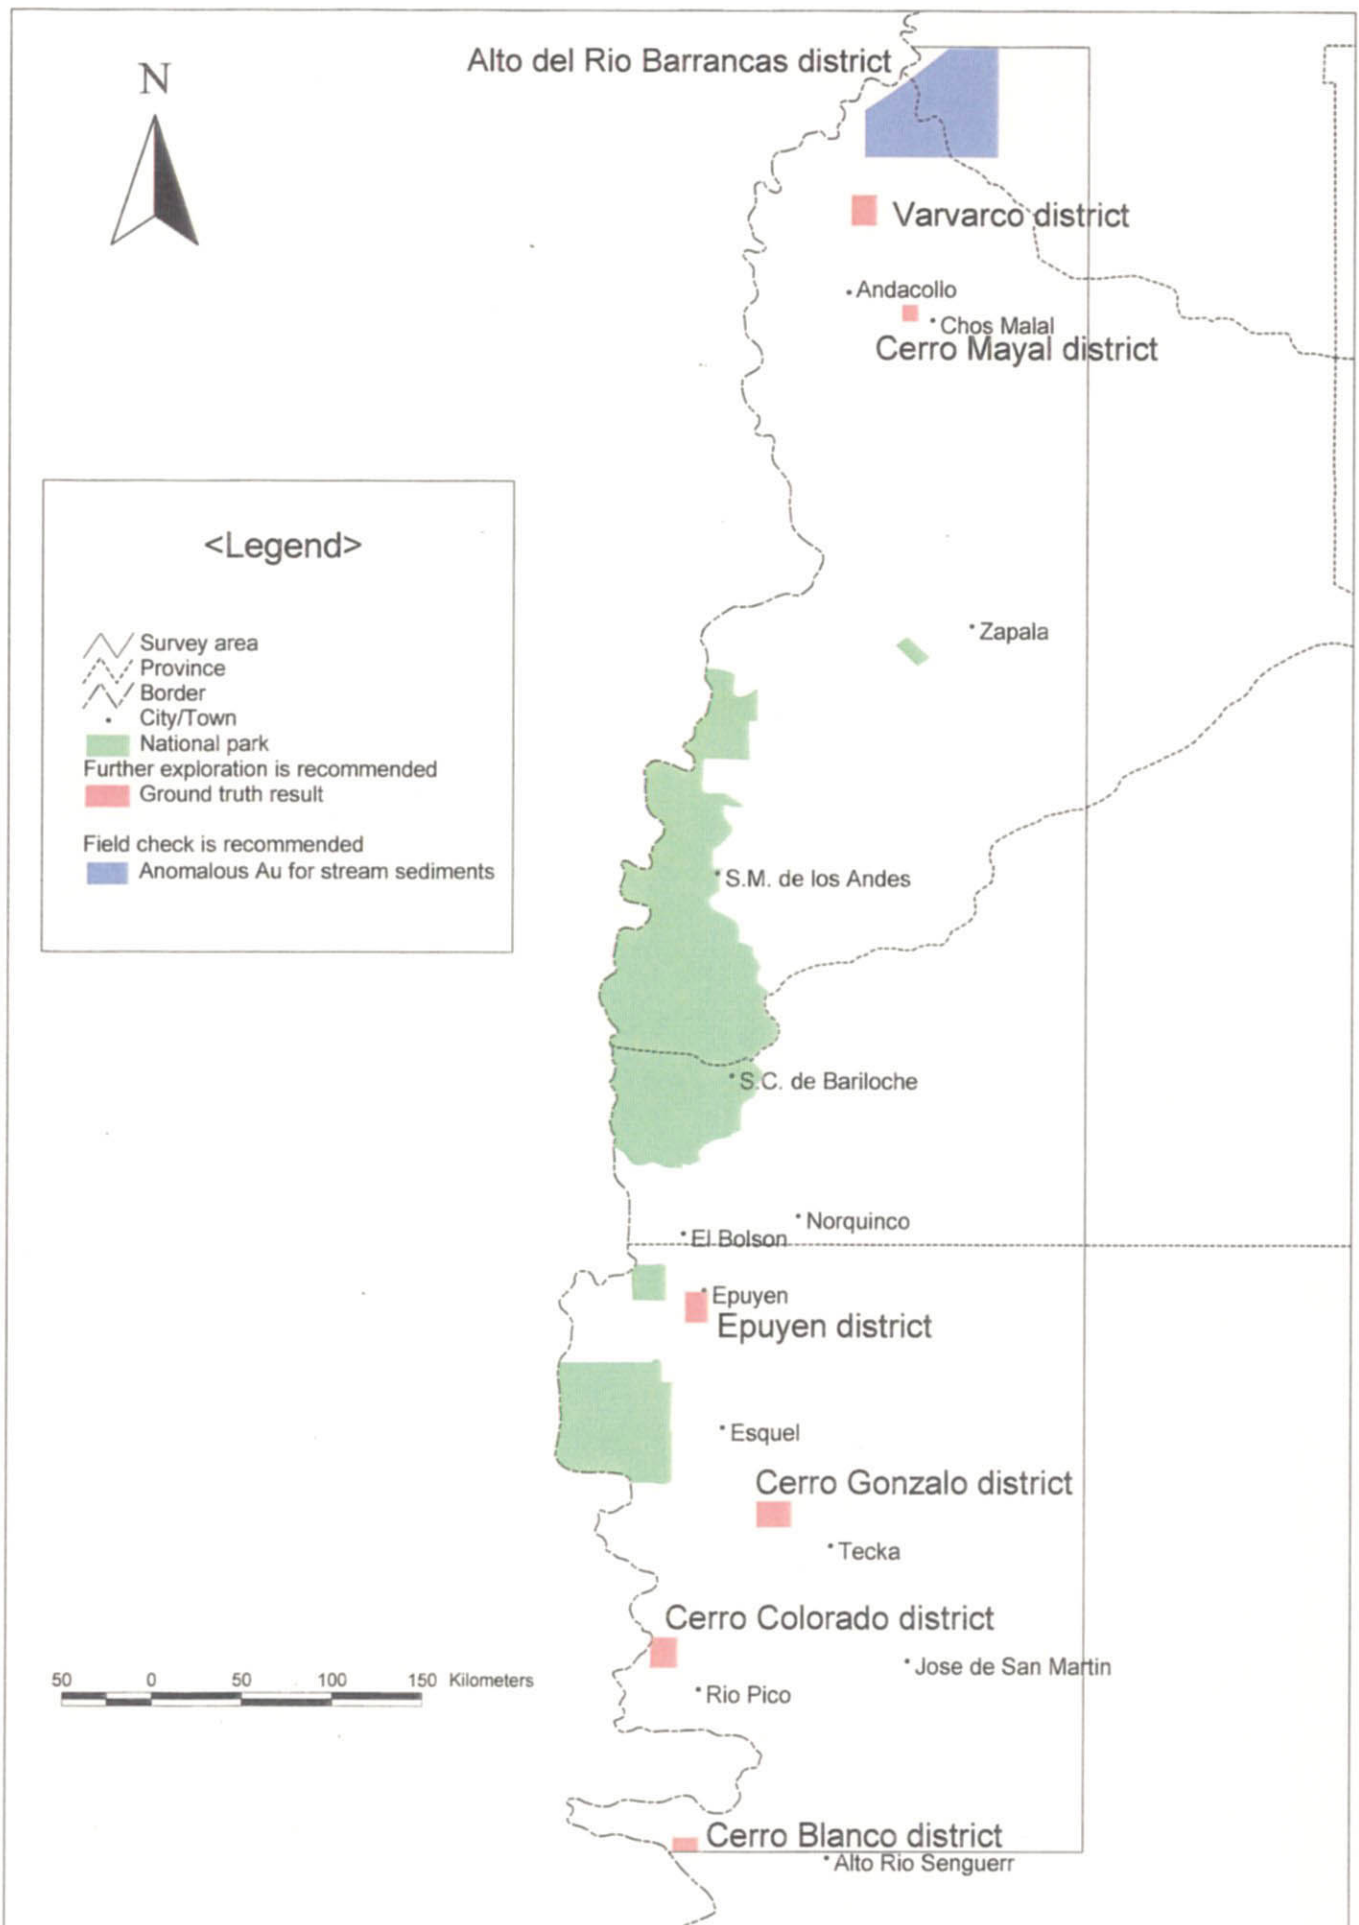 Alto del Rio Barrancas district
N
Varvarco district
Andacollo
Chos Malal
Cerro Mayal district
<Legend>
Survey area
Province
Border
City/Town
National park
Further exploration is recommended
Ground truth result
Field check is recommended
Anomalous Au for stream sediments
Zapala
S.M. de los Andes
S.C. de Bariloche
Norquinco
El Bolson
Epuyen
Epuyen district
Esquel
Cerro Gonzalo district
Tecka
Cerro Colorado district
Jose de San Martin
50 0 50 100 150 Kilometers
Rio Pico
Cerro Blanco district
Alto Rio Senguerr